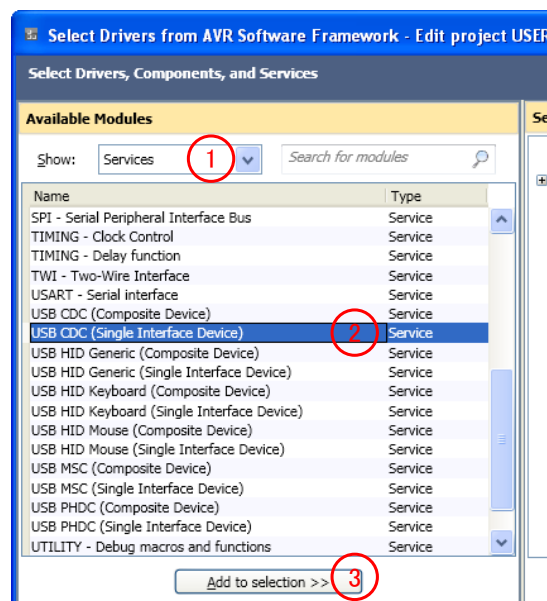 Select Drivers from AVR Software Framework - Edit project USER
Select Drivers, Components, and Services
Available Modules
Se
Show: Services 1 Search for modules
Name Type
SPI - Serial Peripheral Interface Bus Service
TIMING - Clock Control Service
TIMING - Delay function Service
TWI - Two-Wire Interface Service
USART - Serial interface Service
USB CDC (Composite Device) Service
USB CDC (Single Interface Device) 2 Service
USB HID Generic (Composite Device) Service
USB HID Generic (Single Interface Device) Service
USB HID Keyboard (Composite Device) Service
USB HID Keyboard (Single Interface Device) Service
USB HID Mouse (Composite Device) Service
USB HID Mouse (Single Interface Device) Service
USB MSC (Composite Device) Service
USB MSC (Single Interface Device) Service
USB PHDC (Composite Device) Service
USB PHDC (Single Interface Device) Service
UTILITY - Debug macros and functions Service
Add to selection >> 3